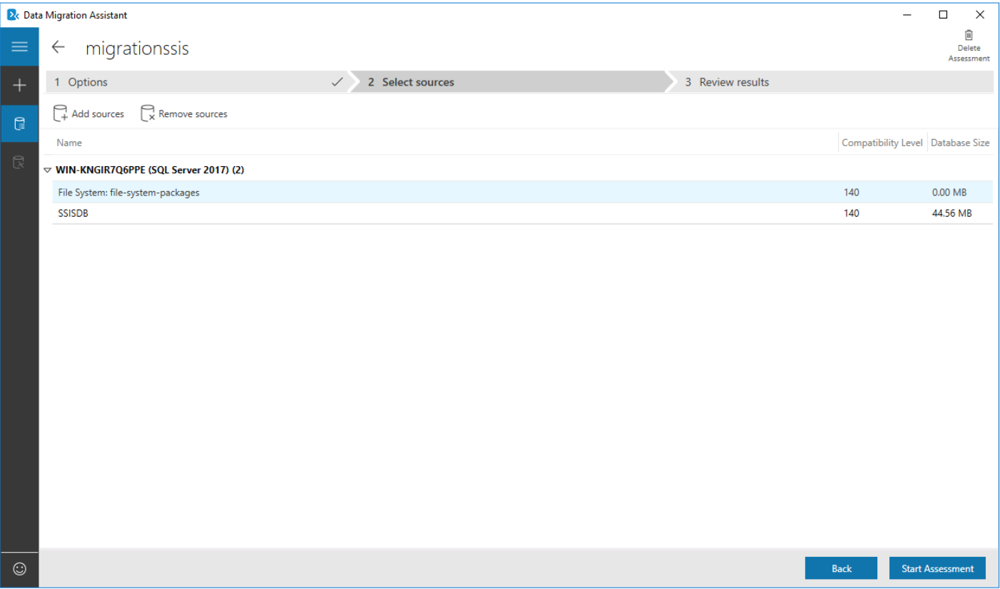 Data Migration Assistant
migrationssis
Delete
Assessment
1 Options
2 Select sources
3 Review results
Add sources
Remove sources
Name
Compatibility Level
Database Size
WIN-KNGIR7Q6PPE (SQL Server 2017) (2)
File System: file-system-packages
140
0.00 MB
SSISDB
140
44.56 MB
Back
Start Assessment